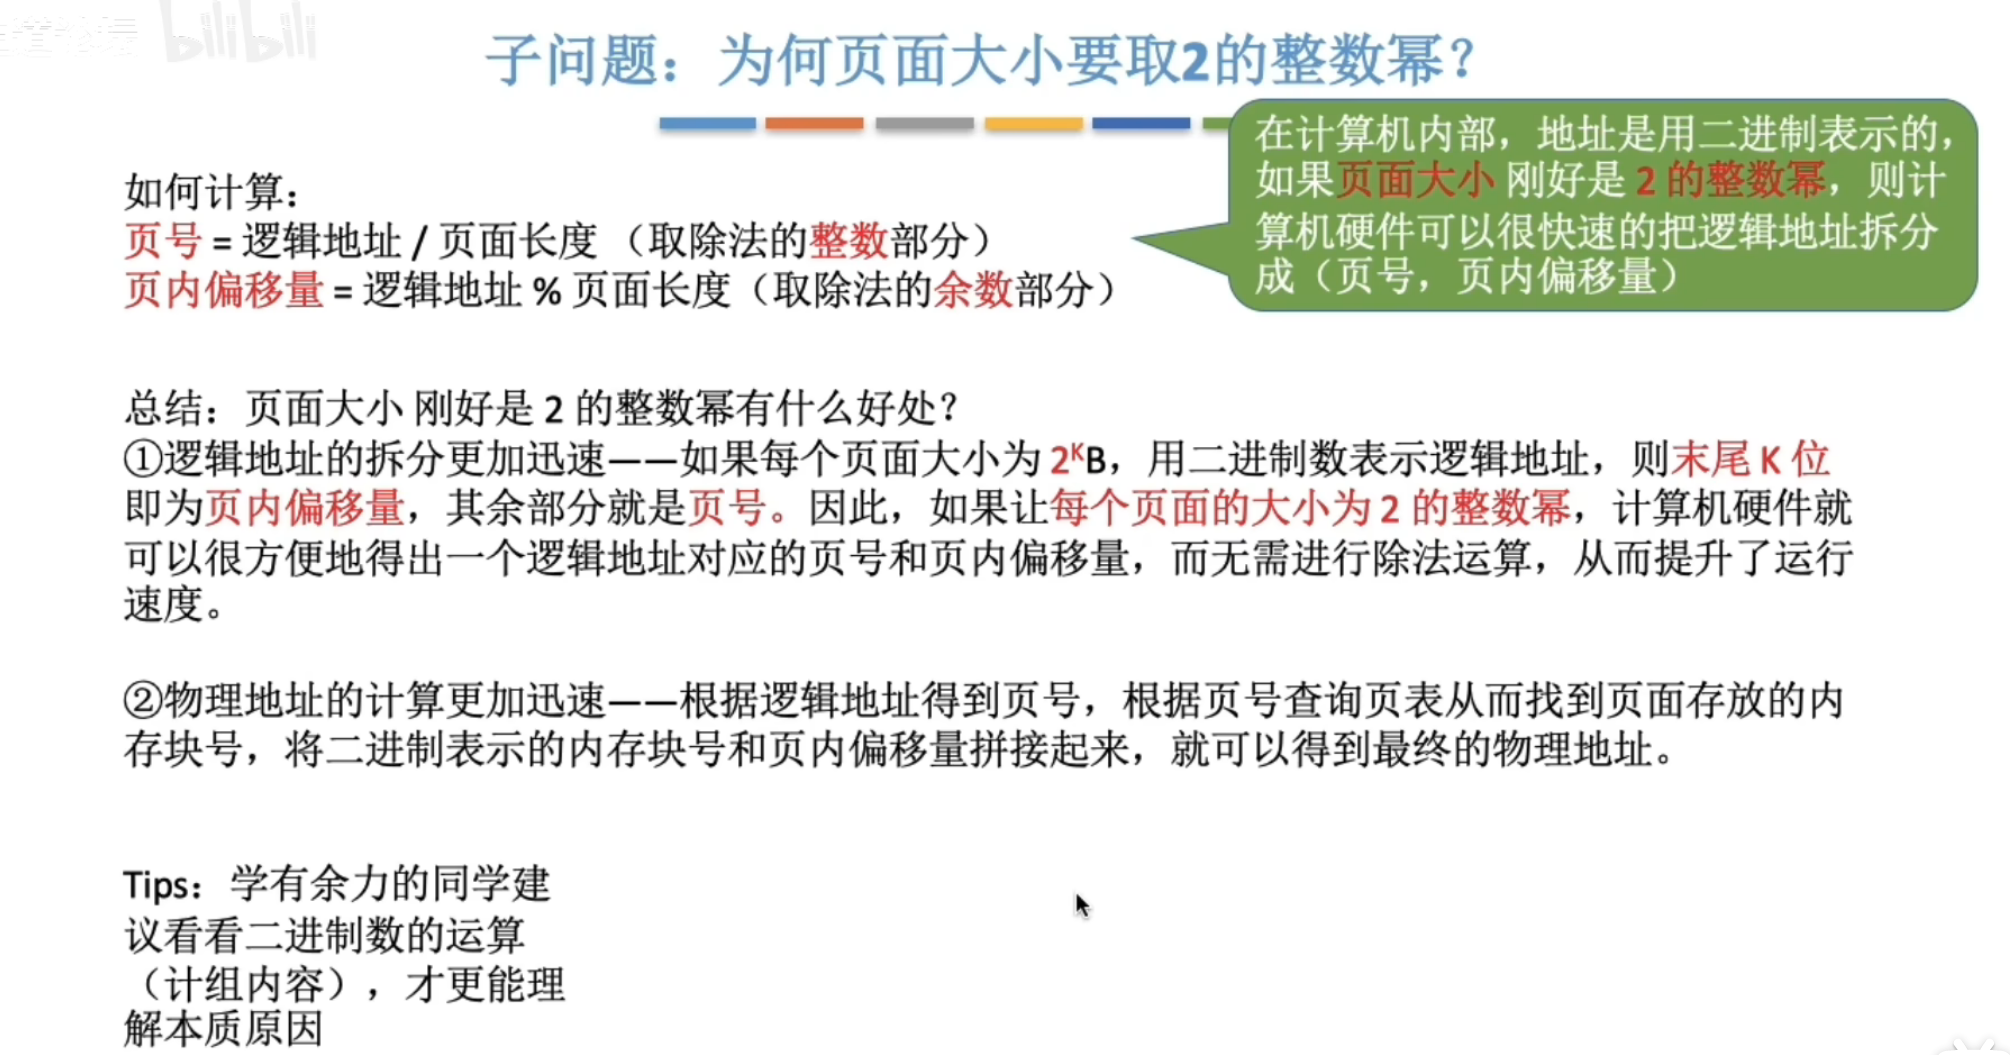 bilibili
子问题：为何页面大小要取2的整数幂？
在计算机内部，地址是用二进制表示的，
如果页面大小 刚好是 2 的整数幂，则计
算机硬件可以很快速的把逻辑地址拆分
成（页号，页内偏移量）
如何计算：
页号 = 逻辑地址 / 页面长度 （取除法的整数部分）
页内偏移量 = 逻辑地址 % 页面长度（取除法的余数部分）
总结：页面大小 刚好是 2 的整数幂有什么好处？
①逻辑地址的拆分更加迅速——如果每个页面大小为 2ᴷB，用二进制数表示逻辑地址，则末尾 K 位
即为页内偏移量，其余部分就是页号。因此，如果让每个页面的大小为 2 的整数幂，计算机硬件就
可以很方便地得出一个逻辑地址对应的页号和页内偏移量，而无需进行除法运算，从而提升了运行
速度。
②物理地址的计算更加迅速——根据逻辑地址得到页号，根据页号查询页表从而找到页面存放的内
存块号，将二进制表示的内存块号和页内偏移量拼接起来，就可以得到最终的物理地址。
Tips：学有余力的同学建
议看看二进制数的运算
（计组内容），才更能理
解本质原因